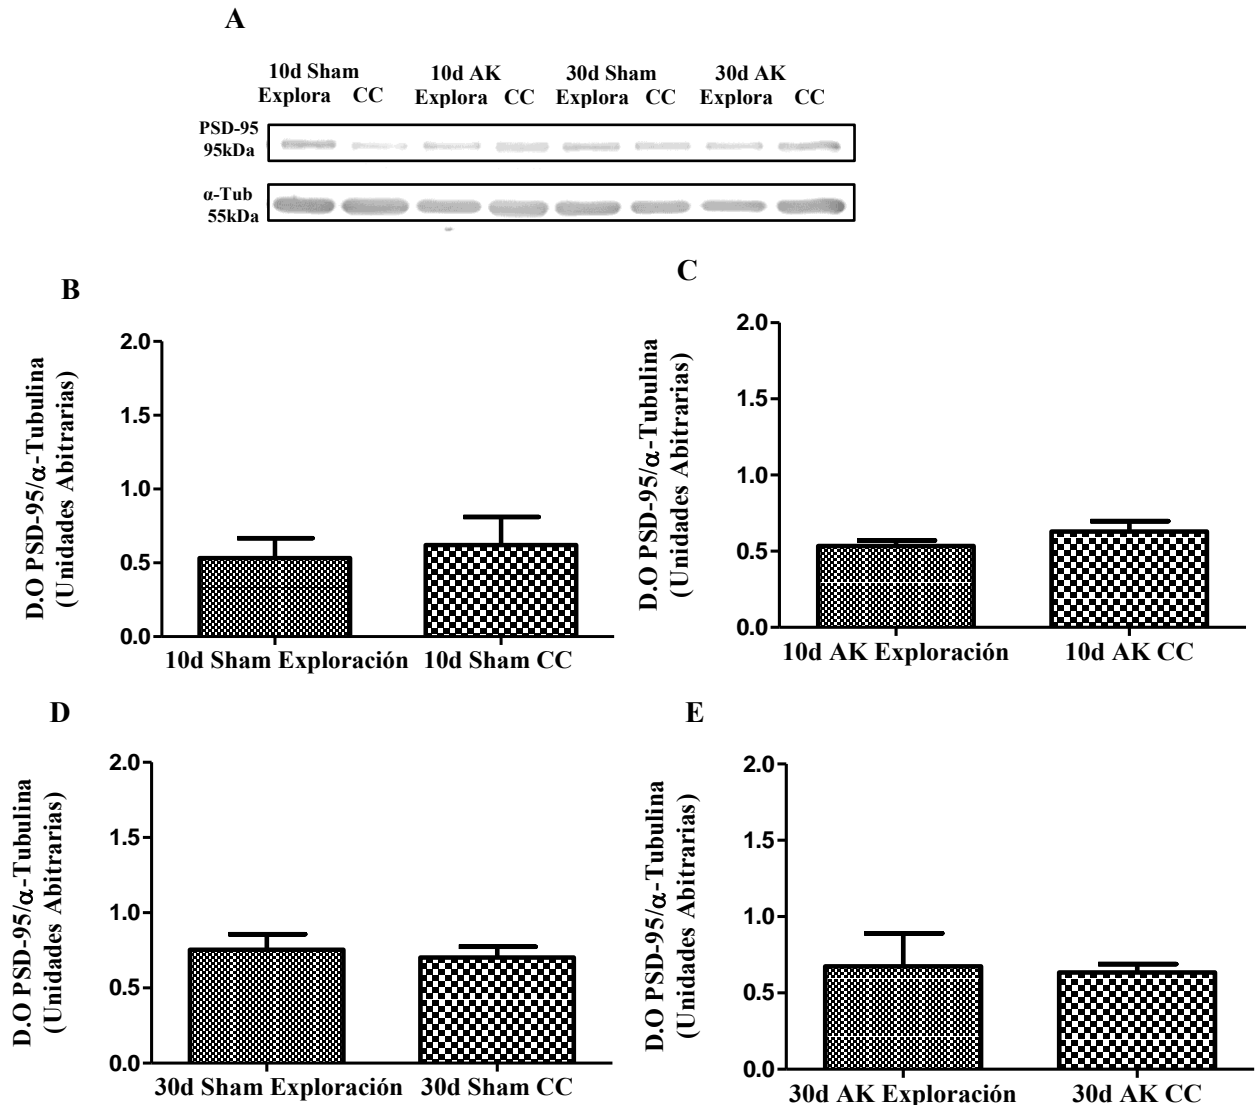 A
10d Sham 10d AK 30d Sham 30d AK
Explora CC Explora CC Explora CC Explora CC
PSD-95
95kDa
α-Tub
55kDa
B
D.O PSD-95/α-Tubulina
(Unidades Abitrarias)
2.0
1.5
1.0
0.5
0.0
10d Sham Exploración 10d Sham CC
C
D.O PSD-95/α-Tubulina
(Unidades Abitrarias)
2.0
1.5
1.0
0.5
0.0
10d AK Exploración 10d AK CC
D
D.O PSD-95/α-Tubulina
(Unidades Abitrarias)
2.0
1.5
1.0
0.5
0.0
30d Sham Exploración 30d Sham CC
E
D.O PSD-95/α-Tubulina
(Unidades Abitrarias)
2.0
1.5
1.0
0.5
0.0
30d AK Exploración 30d AK CC